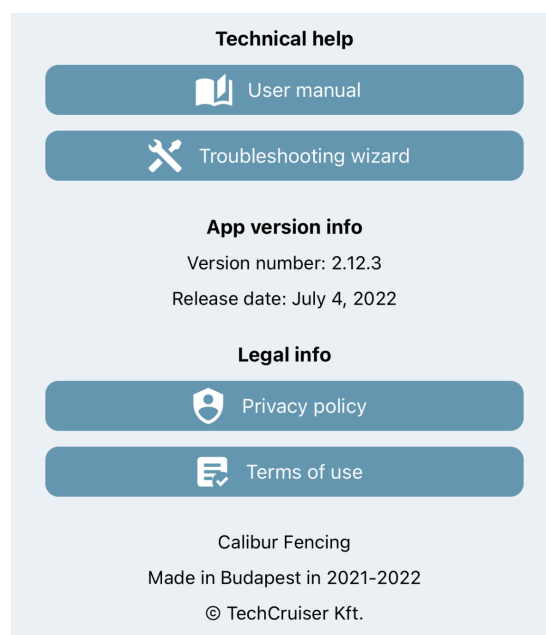 Technical help
User manual
Troubleshooting wizard
App version info
Version number: 2.12.3
Release date: July 4, 2022
Legal info
Privacy policy
Terms of use
Calibur Fencing
Made in Budapest in 2021-2022
© TechCruiser Kft.